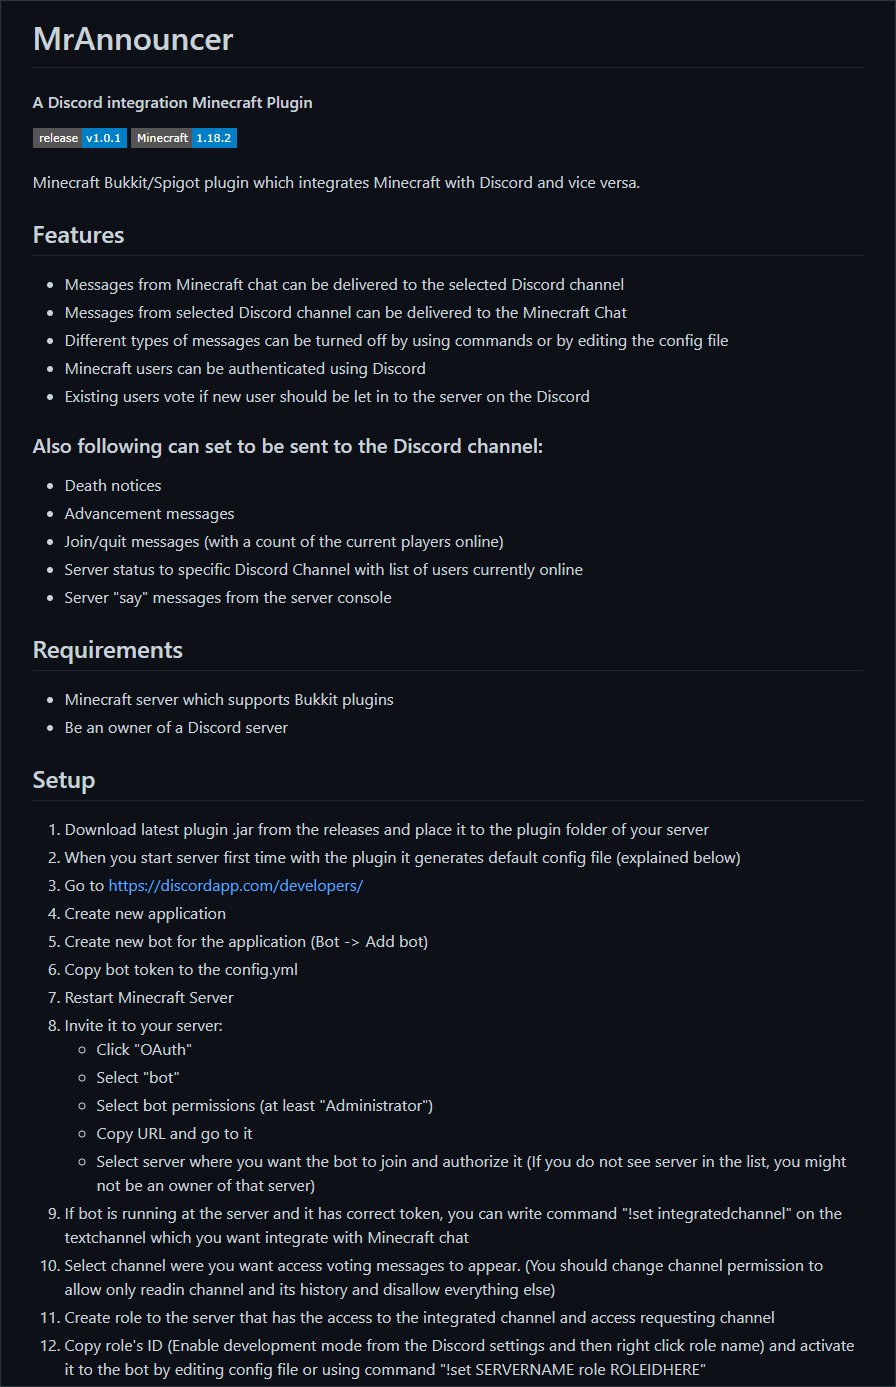 MrAnnouncer
A Discord integration Minecraft Plugin
release v1.0.1 Minecraft 1.18.2
Minecraft Bukkit/Spigot plugin which integrates Minecraft with Discord and vice versa.
Features
• Messages from Minecraft chat can be delivered to the selected Discord channel
• Messages from selected Discord channel can be delivered to the Minecraft Chat
• Different types of messages can be turned off by using commands or by editing the config file
• Minecraft users can be authenticated using Discord
• Existing users vote if new user should be let in to the server on the Discord
Also following can set to be sent to the Discord channel:
• Death notices
• Advancement messages
• Join/quit messages (with a count of the current players online)
• Server status to specific Discord Channel with list of users currently online
• Server "say" messages from the server console
Requirements
• Minecraft server which supports Bukkit plugins
• Be an owner of a Discord server
Setup
1. Download latest plugin .jar from the releases and place it to the plugin folder of your server
2. When you start server first time with the plugin it generates default config file (explained below)
3. Go to https://discordapp.com/developers/
4. Create new application
5. Create new bot for the application (Bot -> Add bot)
6. Copy bot token to the config.yml
7. Restart Minecraft Server
8. Invite it to your server:
◦ Click "OAuth"
◦ Select "bot"
◦ Select bot permissions (at least "Administrator")
◦ Copy URL and go to it
◦ Select server where you want the bot to join and authorize it (If you do not see server in the list, you might
not be an owner of that server)
9. If bot is running at the server and it has correct token, you can write command "!set integratedchannel" on the
textchannel which you want integrate with Minecraft chat
10. Select channel were you want access voting messages to appear. (You should change channel permission to
allow only readin channel and its history and disallow everything else)
11. Create role to the server that has the access to the integrated channel and access requesting channel
12. Copy role's ID (Enable development mode from the Discord settings and then right click role name) and activate
it to the bot by editing config file or using command "!set SERVERNAME role ROLEIDHERE"